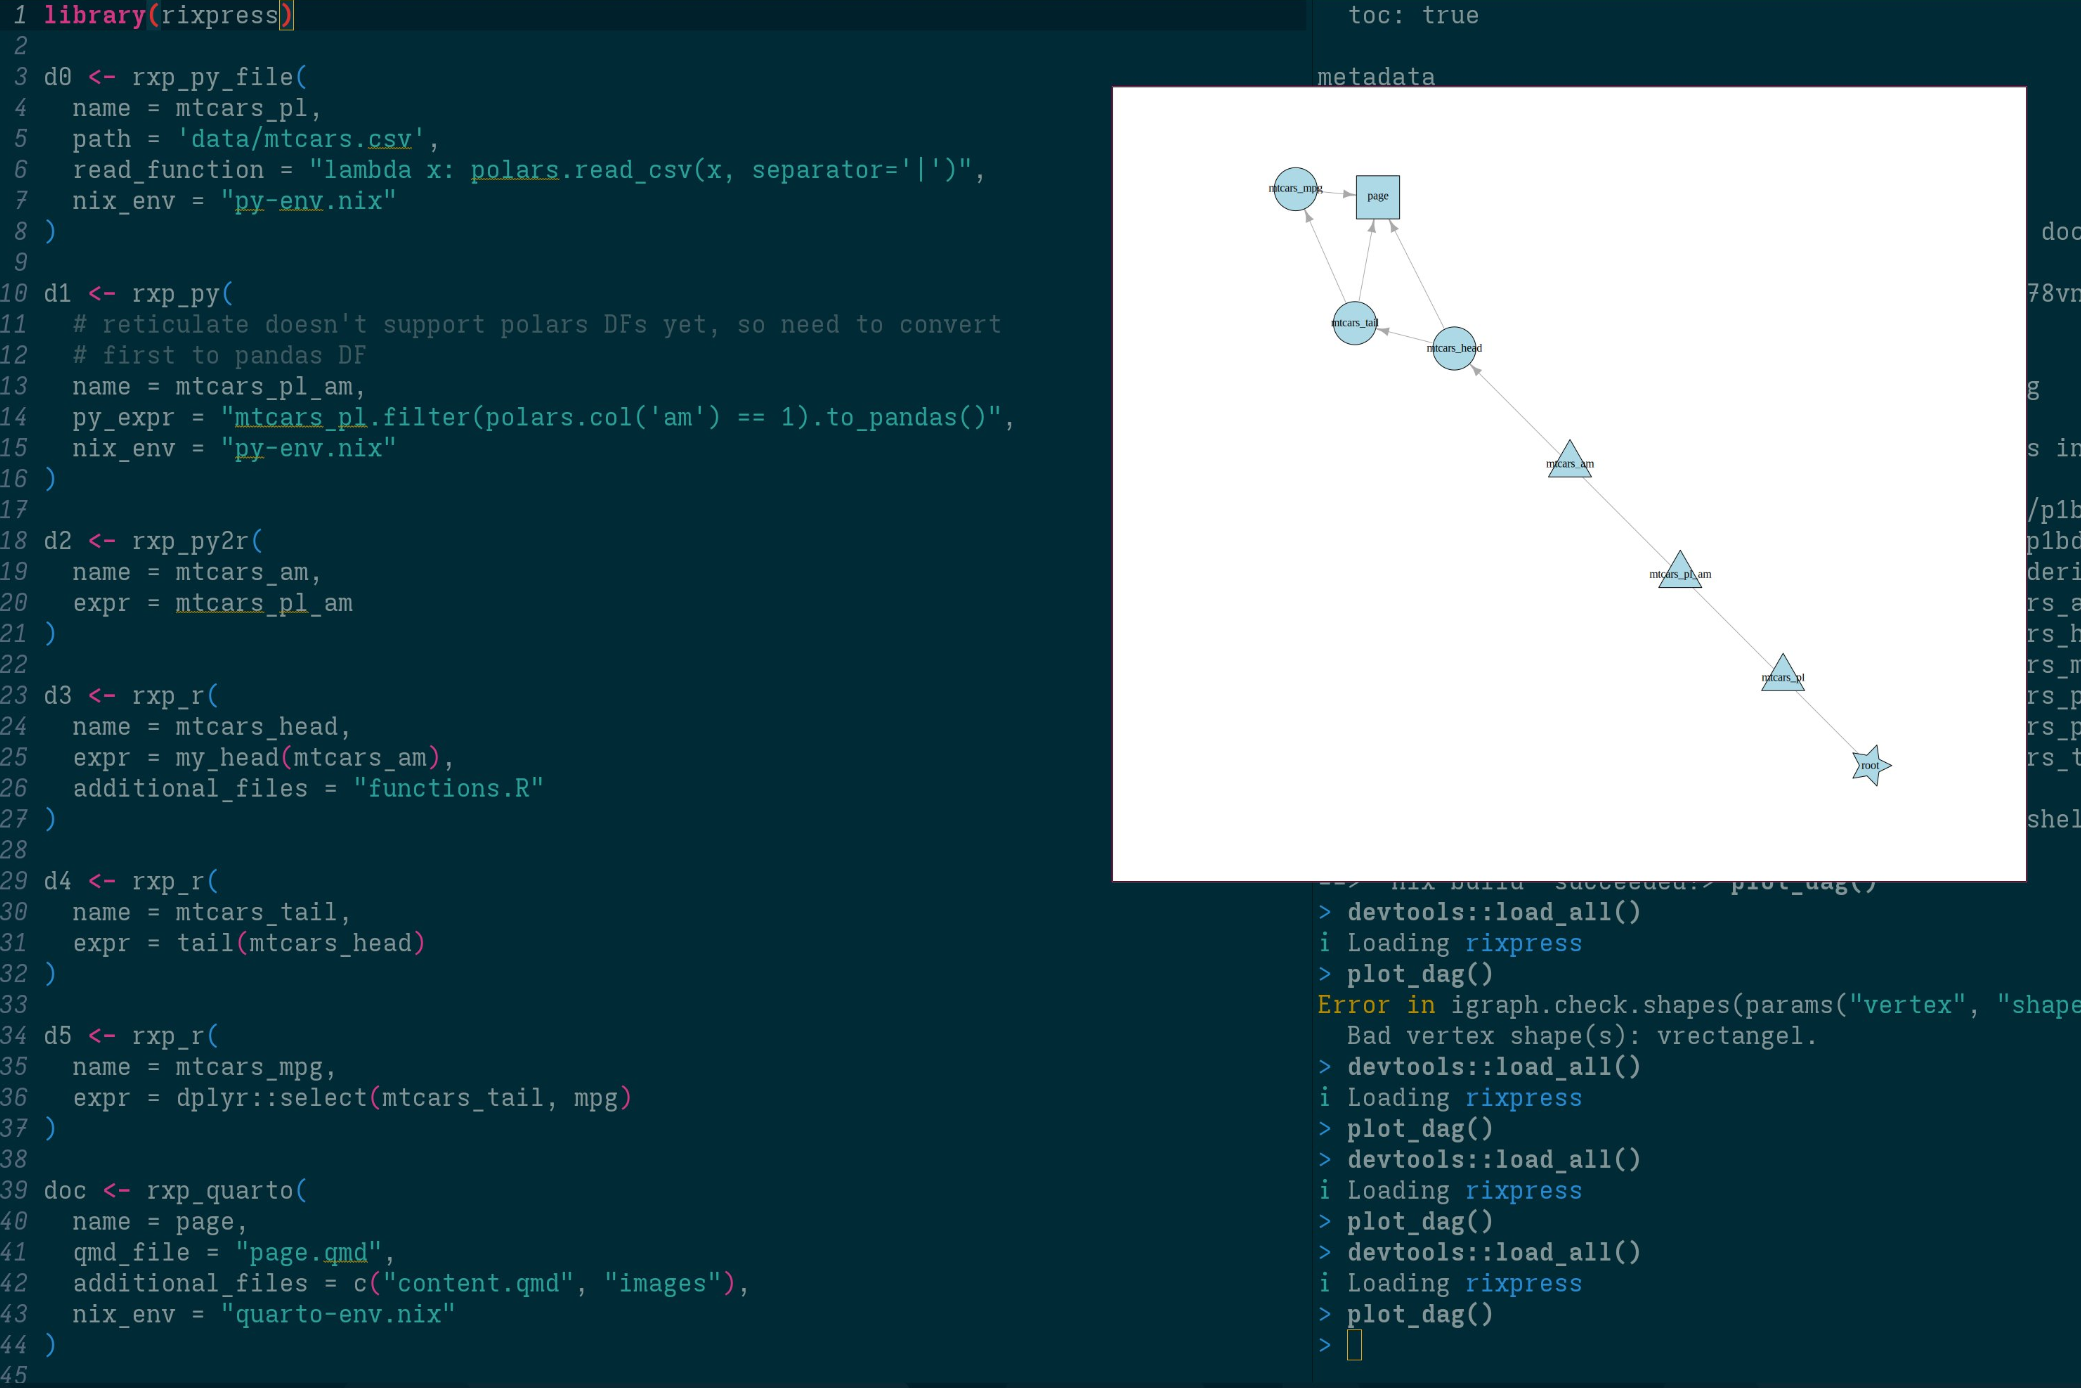 1 library(rixpress)
2
3 d0 <- rxp_py_file(
4   name = mtcars_pl,
5   path = 'data/mtcars.csv',
6   read_function = "lambda x: polars.read_csv(x, separator='|')",
7   nix_env = "py-env.nix"
8 )
9
10 d1 <- rxp_py(
11   # reticulate doesn't support polars DFs yet, so need to convert
12   # first to pandas DF
13   name = mtcars_pl_am,
14   py_expr = "mtcars_pl.filter(polars.col('am') == 1).to_pandas()",
15   nix_env = "py-env.nix"
16 )
17
18 d2 <- rxp_py2r(
19   name = mtcars_am,
20   expr = mtcars_pl_am
21 )
22
23 d3 <- rxp_r(
24   name = mtcars_head,
25   expr = my_head(mtcars_am),
26   additional_files = "functions.R"
27 )
28
29 d4 <- rxp_r(
30   name = mtcars_tail,
31   expr = tail(mtcars_head)
32 )
33
34 d5 <- rxp_r(
35   name = mtcars_mpg,
36   expr = dplyr::select(mtcars_tail, mpg)
37 )
38
39 doc <- rxp_quarto(
40   name = page,
41   qmd_file = "page.qmd",
42   additional_files = c("content.qmd", "images"),
43   nix_env = "quarto-env.nix"
44 )
45
toc: true
metadata
mtcars_mpg
page
mtcars_tail
mtcars_head
mtcars_am
mtcars_pl_am
mtcars_pl
root
doc
78vn
g
s in
/p1b
p1bd
deri
rs_a
rs_h
rs_m
rs_p
rs_p
rs_t
shel
succeeded!> plot_dag()
> devtools::load_all()
i Loading rixpress
> plot_dag()
Error in igraph.check.shapes(params("vertex", "shape
  Bad vertex shape(s): vrectangel.
> devtools::load_all()
i Loading rixpress
> plot_dag()
> devtools::load_all()
i Loading rixpress
> plot_dag()
> devtools::load_all()
i Loading rixpress
> plot_dag()
>